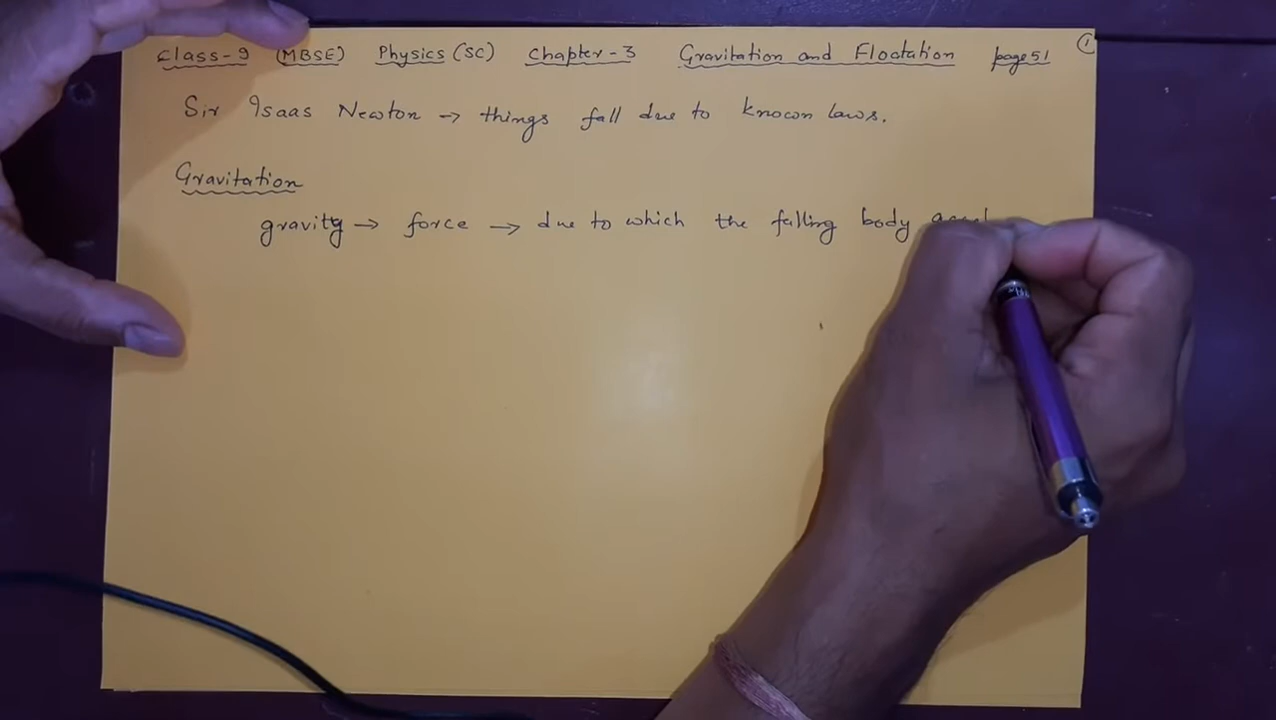 Class-9 (MBSE) Physics (SC) Chapter-3 Gravitation and Floatation page 51 1
Sir Isaas Newton → things fall due to known laws.
Gravitation
gravity → force → due to which the falling body